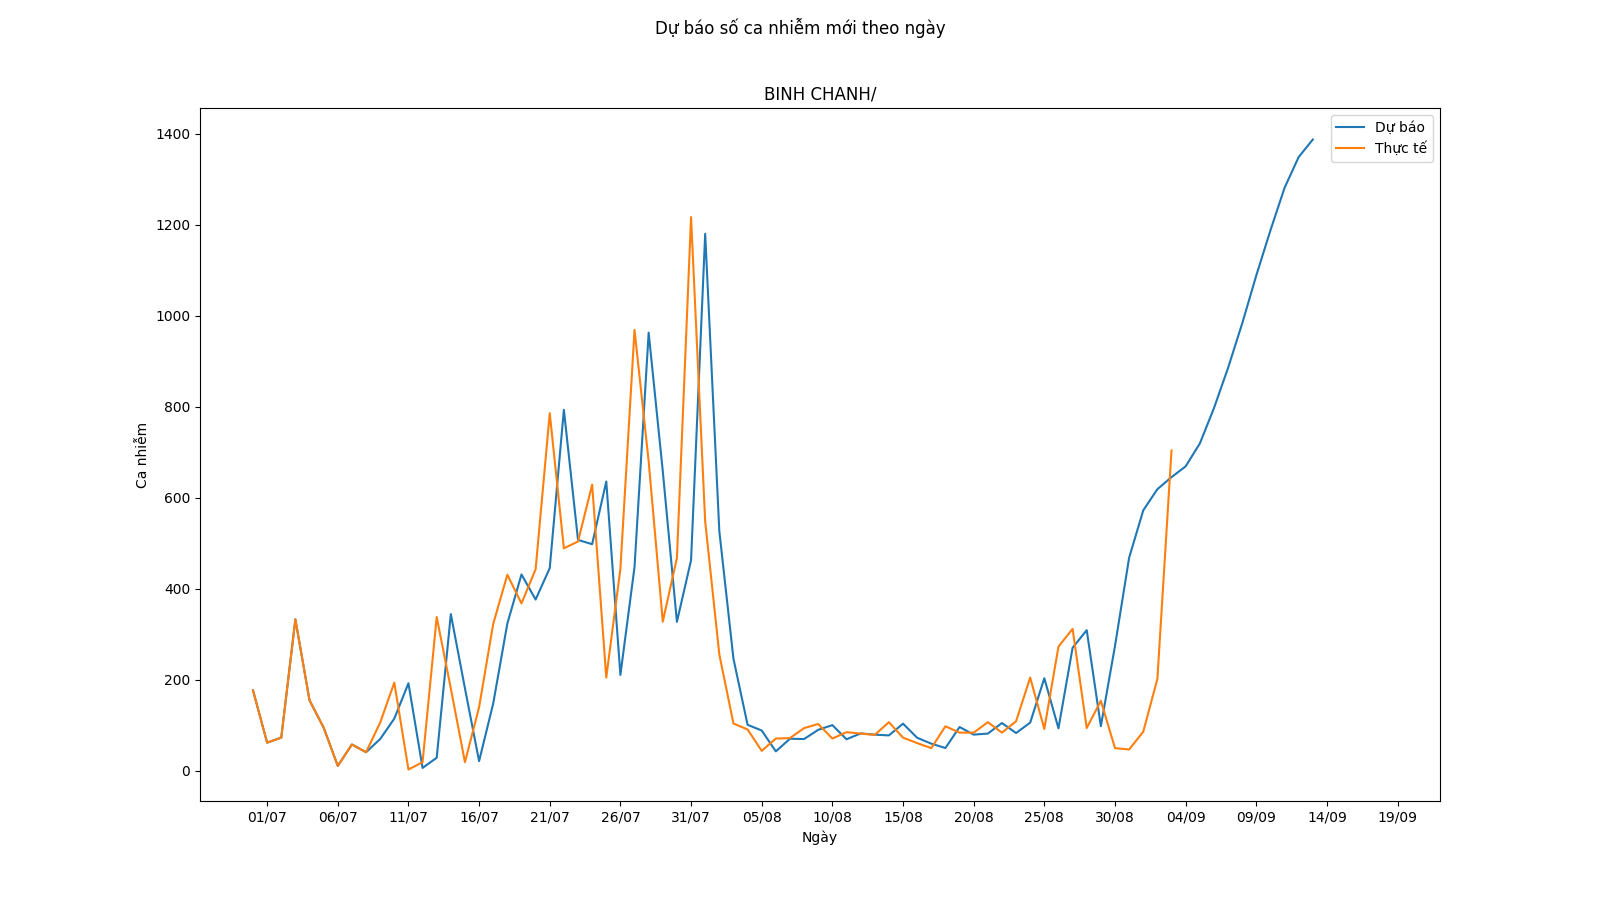 Dự báo số ca nhiễm mới theo ngày
BINH CHANH/
Dự báo
Thực tế
1400
1200
1000
800
600
400
200
0
Ca nhiễm
01/07 06/07 11/07 16/07 21/07 26/07 31/07 05/08 10/08 15/08 20/08 25/08 30/08 04/09 09/09 14/09 19/09
Ngày